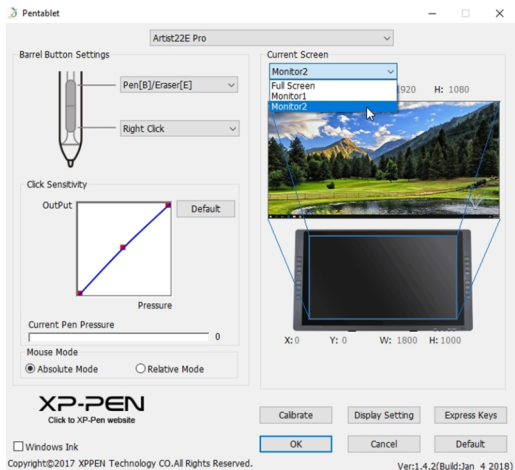 Pentablet
Artist22E Pro
Barrel Button Settings
Pen[B]/Eraser[E]
Right Click
Click Sensitivity
OutPut
Default
Pressure
Current Pen Pressure
0
Mouse Mode
Absolute Mode
Relative Mode
XP-PEN
Click to XP-Pen website
Windows Ink
Copyright©2017 XPPEN Technology CO.All Rights Reserved.
Current Screen
Monitor2
Full Screen
Monitor1
Monitor2
1920 H: 1080
X: 0 Y: 0 W: 1800 H: 1000
Calibrate Display Setting Express Keys
OK Cancel Default
Ver:1.4.2(Build:Jan 4 2018)